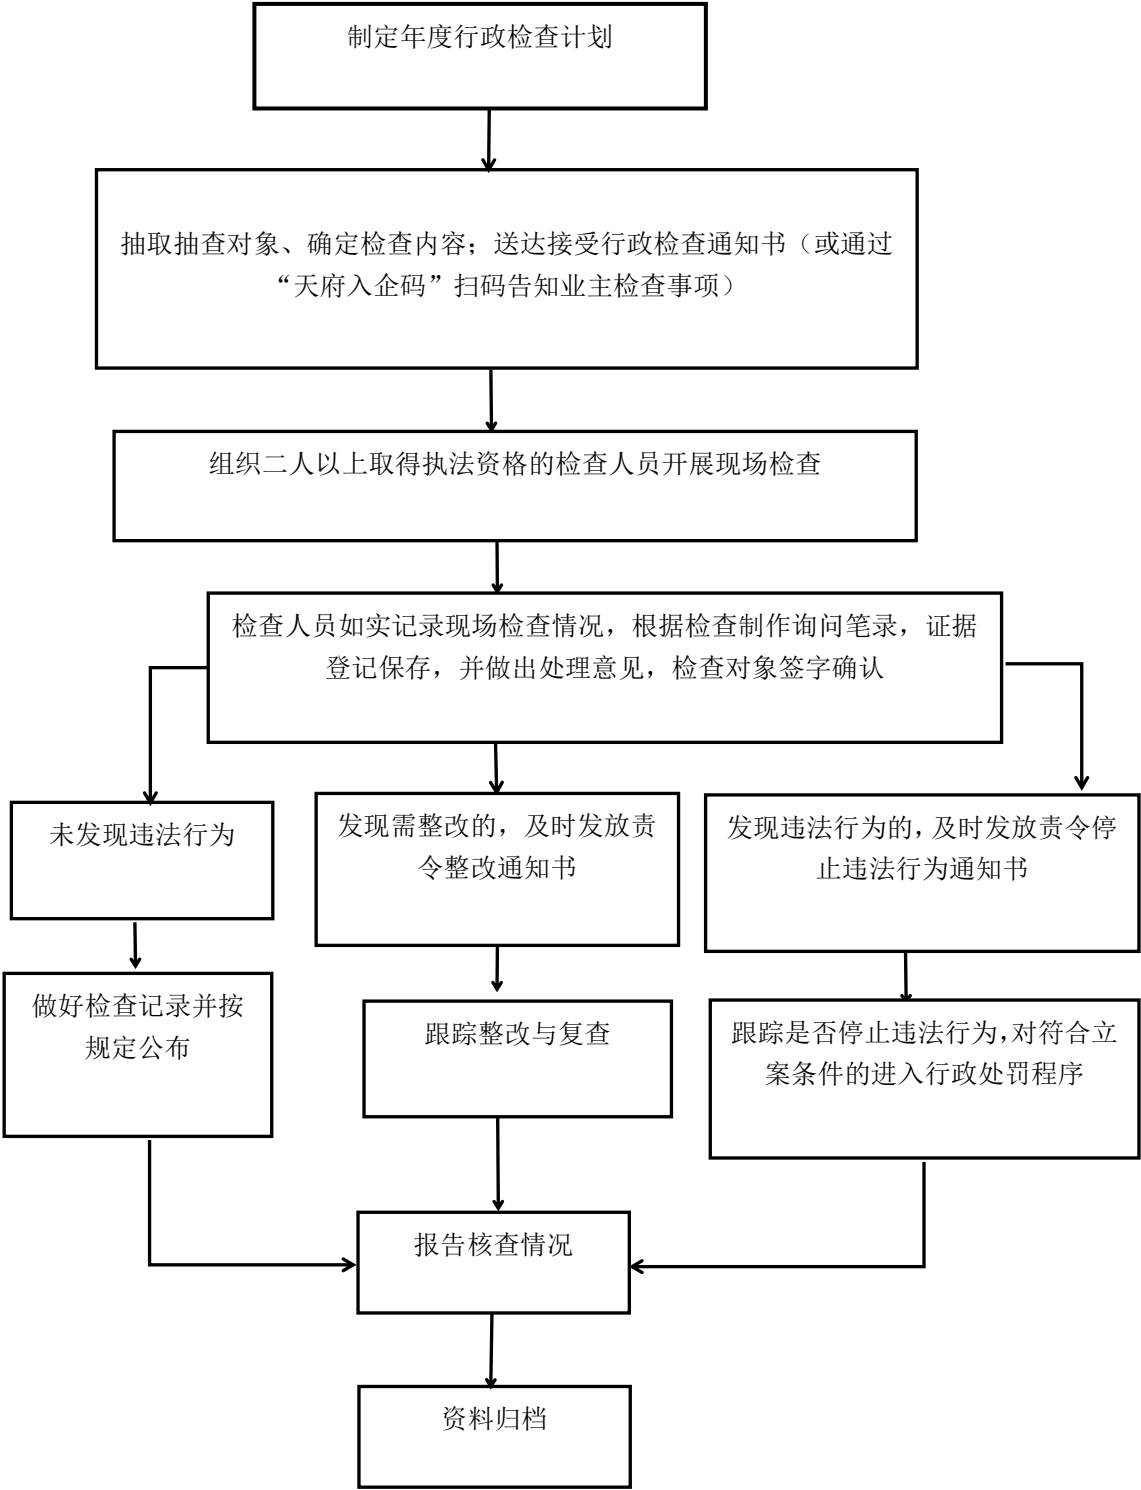 制定年度行政检查计划
抽取抽查对象、确定检查内容；送达接受行政检查通知书（或通过
“天府入企码”扫码告知业主检查事项）
组织二人以上取得执法资格的检查人员开展现场检查
检查人员如实记录现场检查情况，根据检查制作询问笔录，证据
登记保存，并做出处理意见，检查对象签字确认
未发现违法行为
发现需整改的，及时发放责
令整改通知书
发现违法行为的，及时发放责令停
止违法行为通知书
做好检查记录并按
规定公布
跟踪整改与复查
跟踪是否停止违法行为，对符合立
案条件的进入行政处罚程序
报告核查情况
资料归档